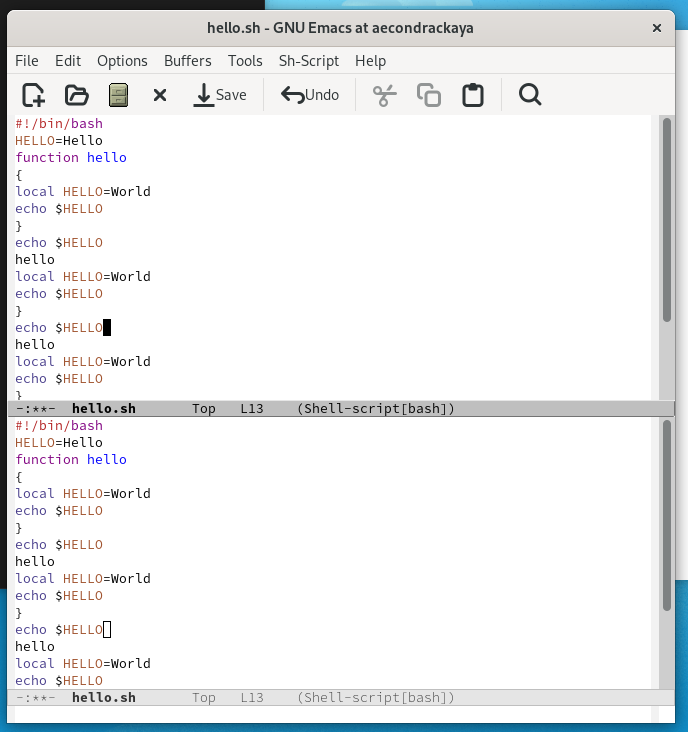 hello.sh - GNU Emacs at aecondrackaya
File Edit Options Buffers Tools Sh-Script Help
Save Undo
#!/bin/bash
HELLO=Hello
function hello
{
local HELLO=World
echo $HELLO
}
echo $HELLO
hello
local HELLO=World
echo $HELLO
}
echo $HELLO
hello
local HELLO=World
echo $HELLO
}
-:**- hello.sh Top L13 (Shell-script[bash])
#!/bin/bash
HELLO=Hello
function hello
{
local HELLO=World
echo $HELLO
}
echo $HELLO
hello
local HELLO=World
echo $HELLO
}
echo $HELLO
hello
local HELLO=World
echo $HELLO
-:**- hello.sh Top L13 (Shell-script[bash])